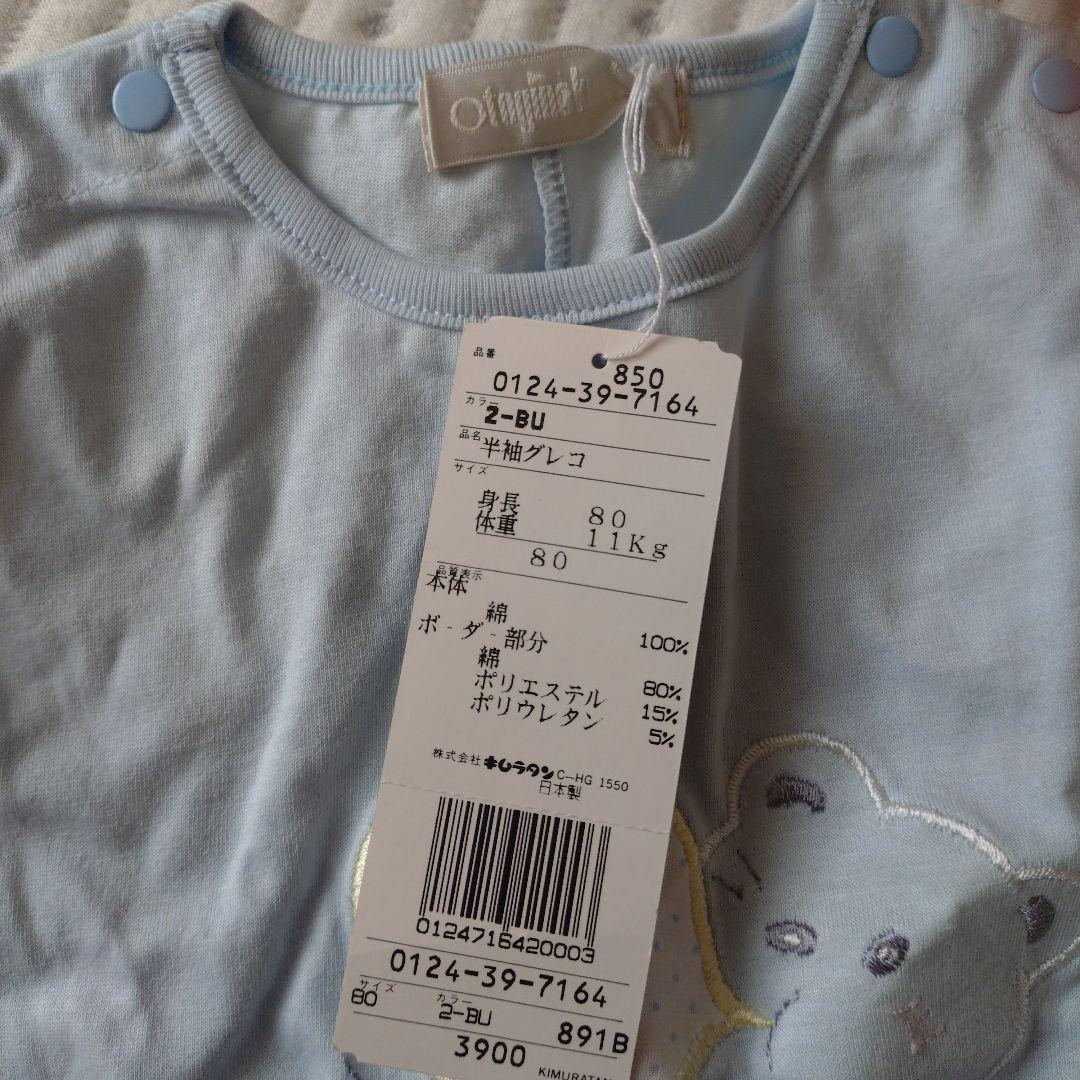 品番
850
0124-39-7164
カラー
2-BU
品名 半袖グレコ
サイズ
身長 80
体重 11Kg
80
品質表示
本体
綿 100%
ボ-ダ-部分
綿 80%
ポリエステル 15%
ポリウレタン 5%
株式会社 キムラタン C-HG 1550
日本製
0124716420003
0124-39-7164
サイズ カラー
80 2-BU 891B
3900
KIMURATAN